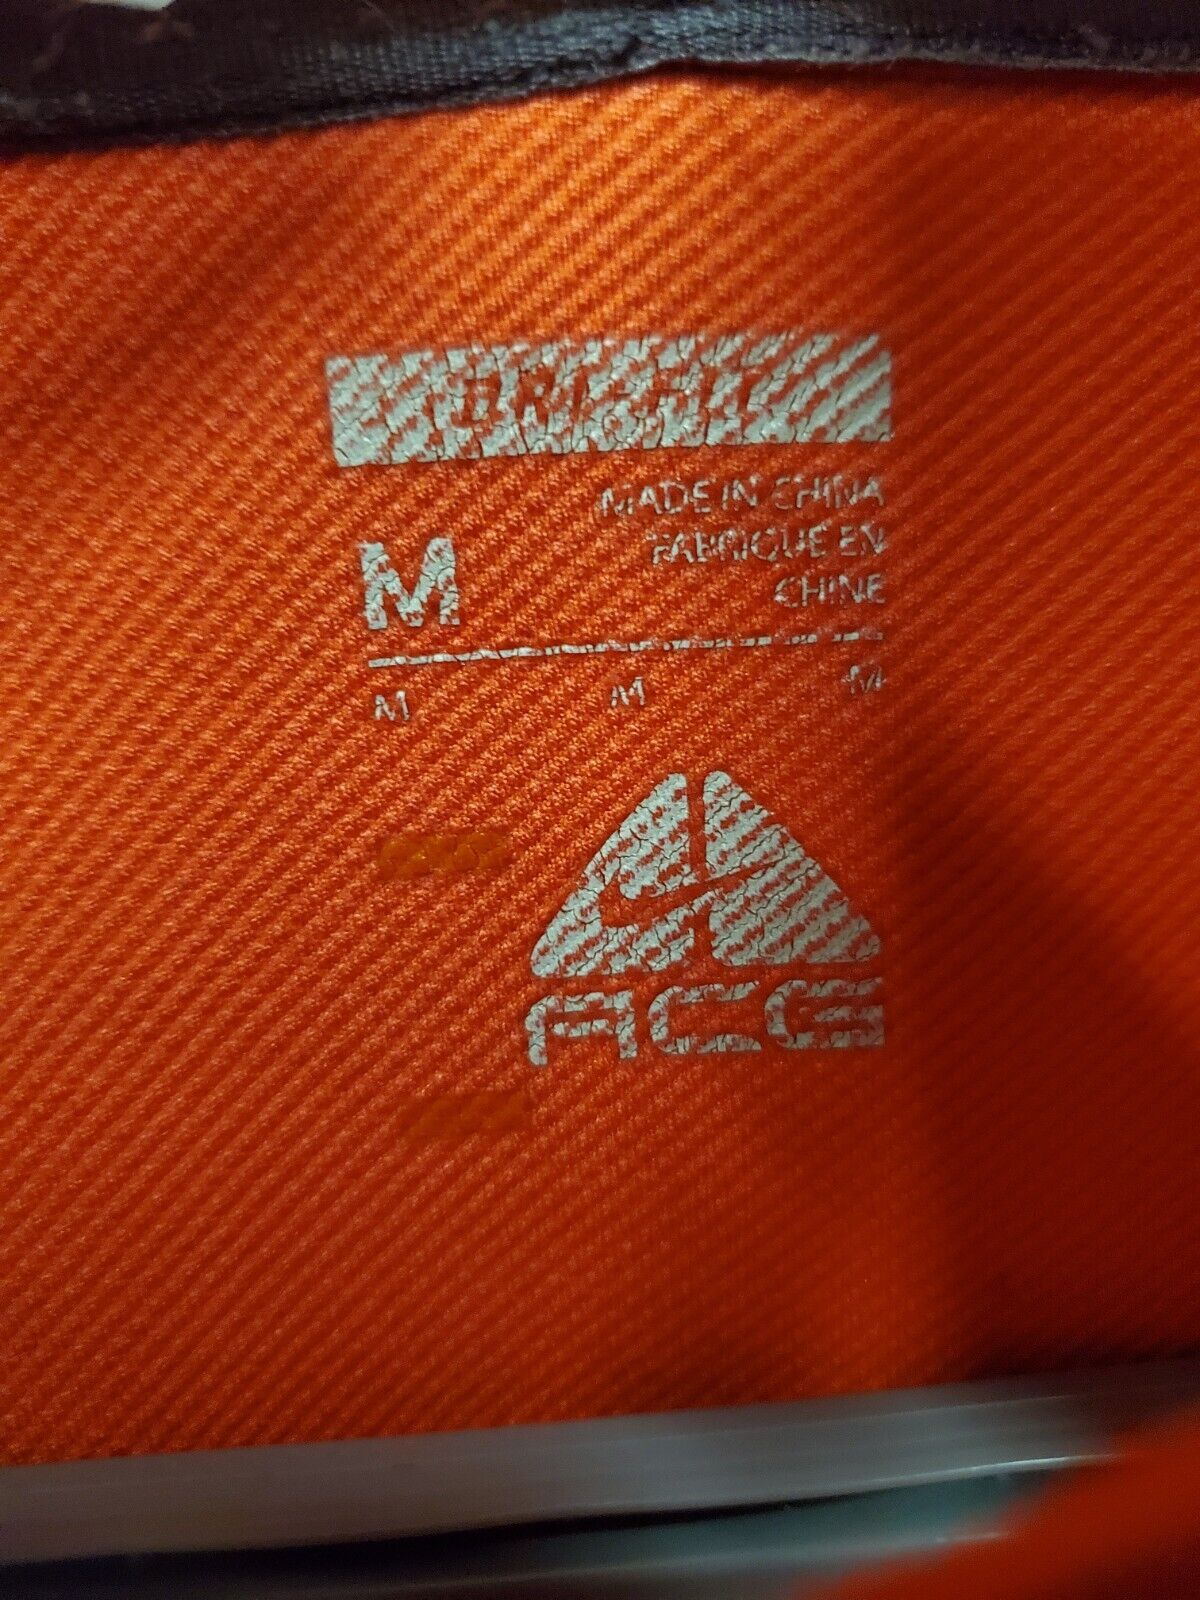 DRI-FIT
MADE IN CHINA
FABRIQUE EN
CHINE
M
M M M
ACG